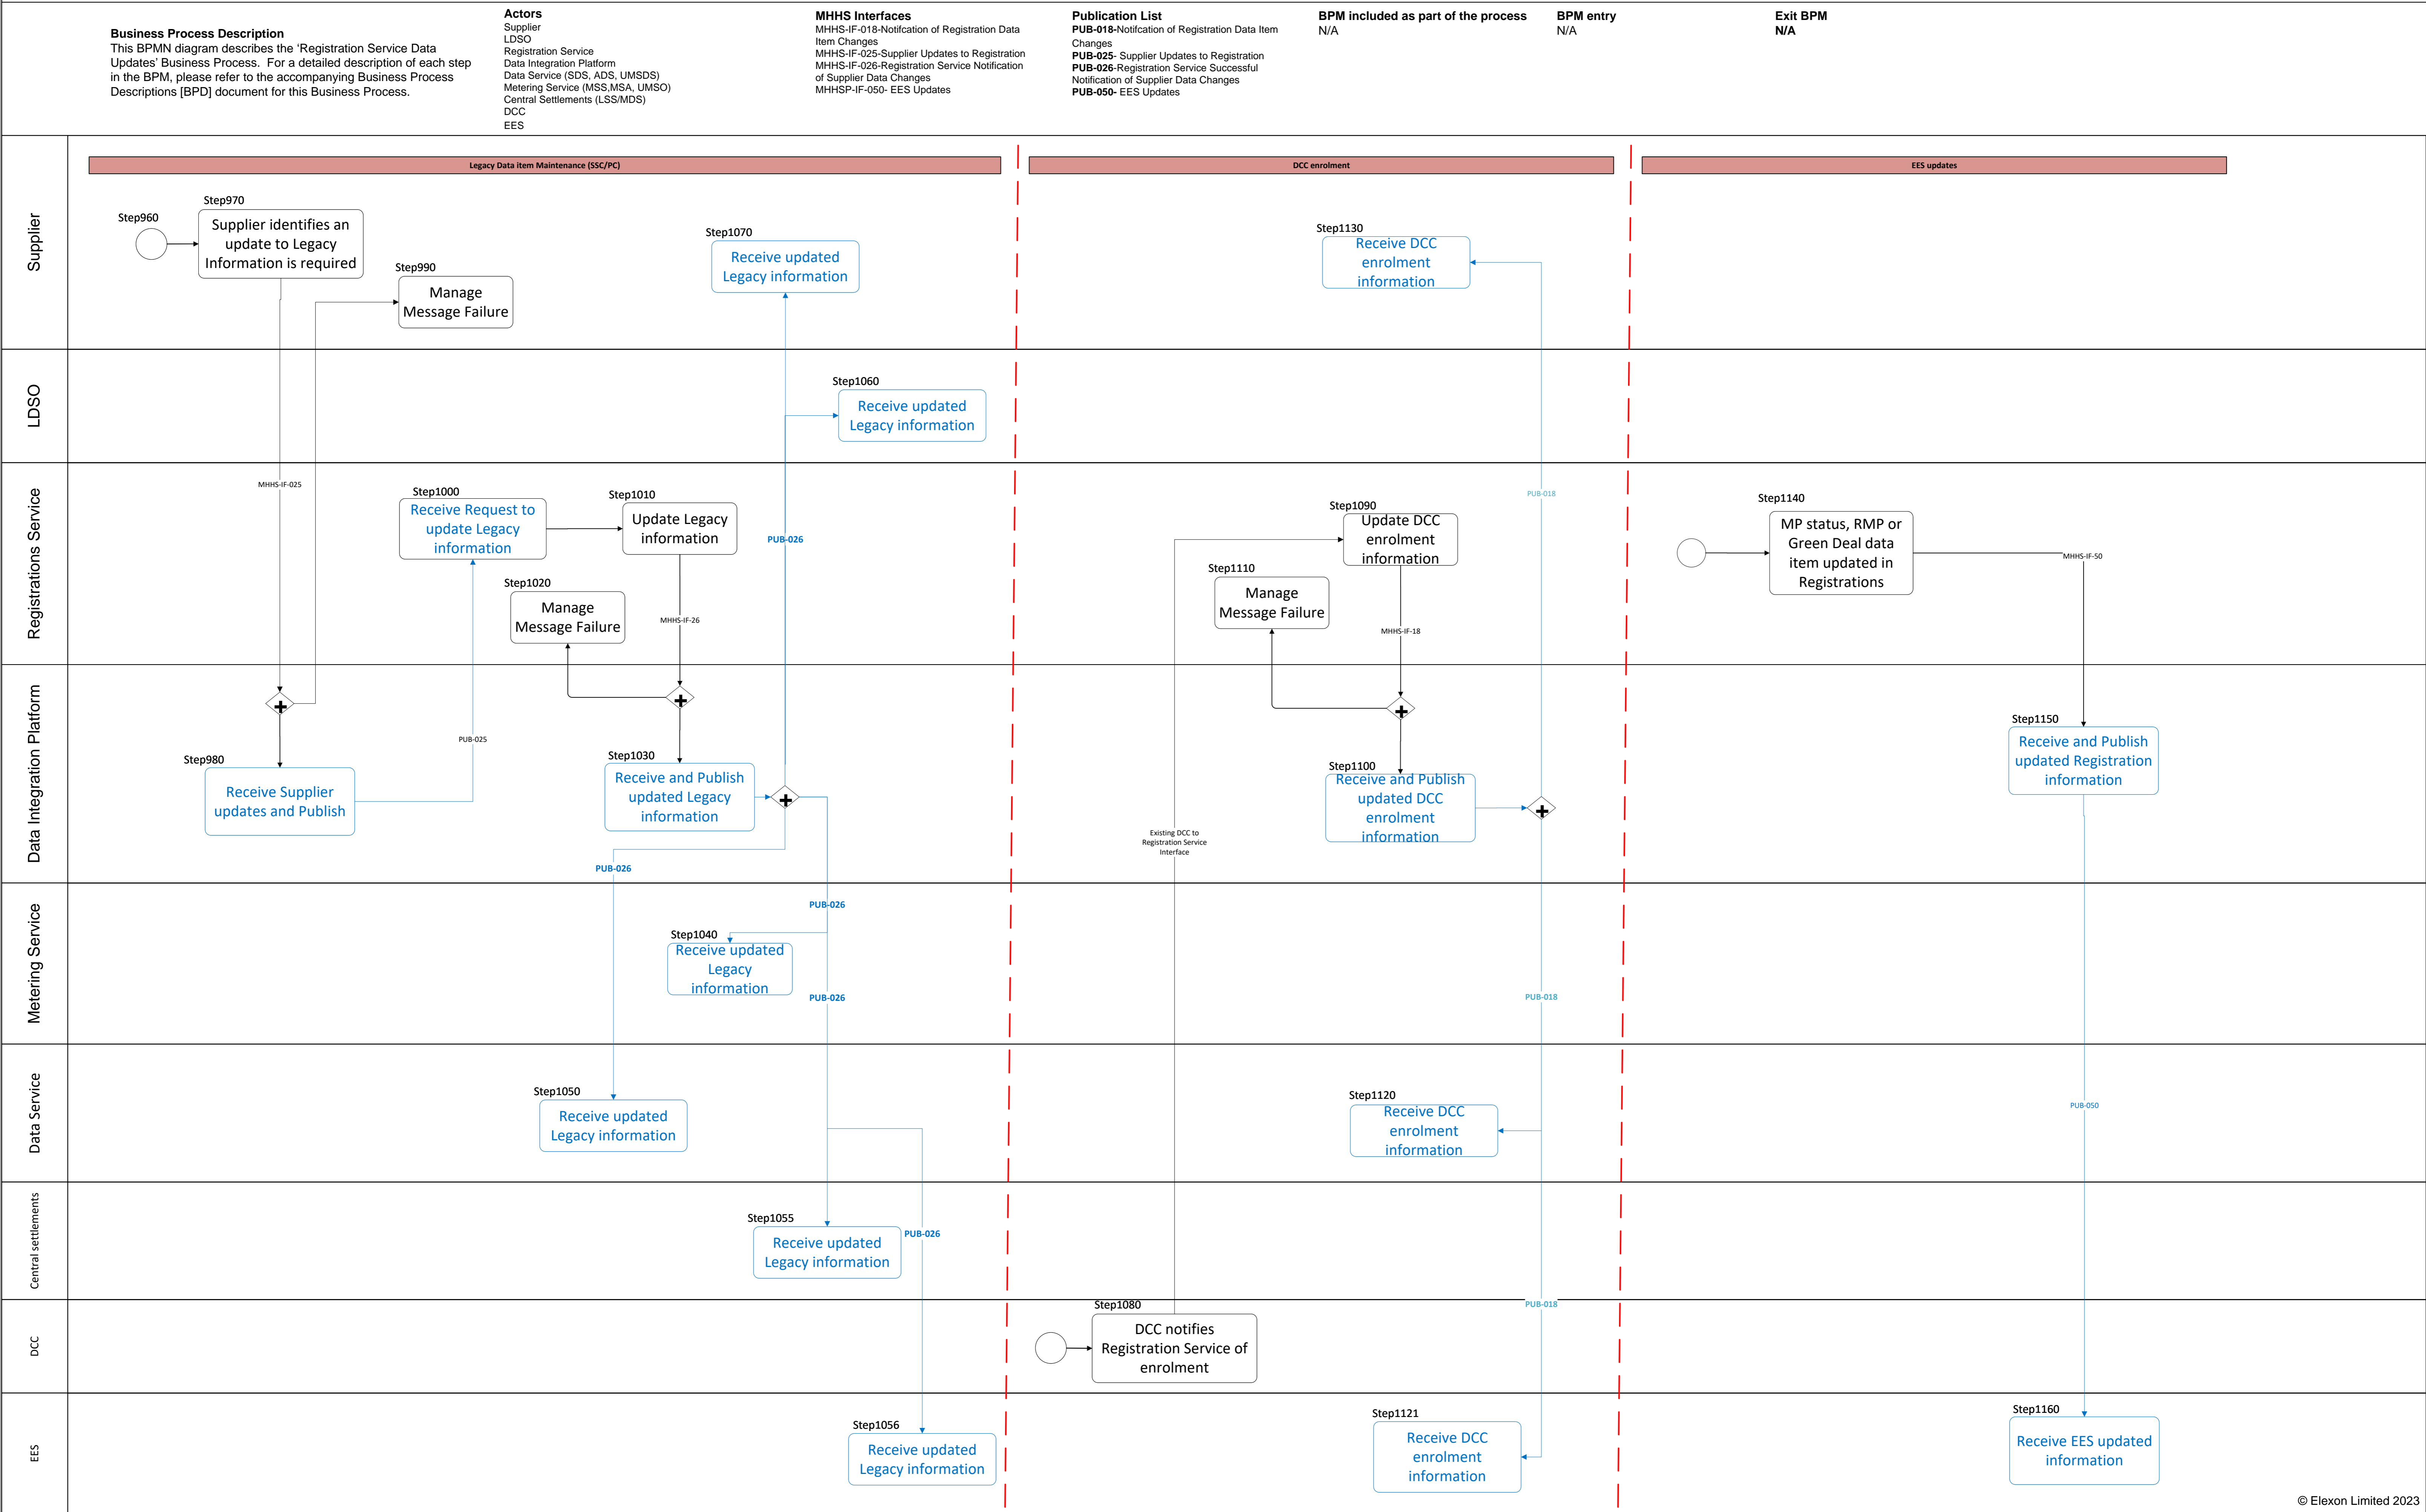 Business Process Description
This BPMN diagram describes the ‘Registration Service Data
Updates’ Business Process.  For a detailed description of each step
in the BPM, please refer to the accompanying Business Process
Descriptions [BPD] document for this Business Process.
Actors
Supplier
LDSO
Registration Service
Data Integration Platform
Data Service (SDS, ADS, UMSDS)
Metering Service (MSS,MSA, UMSO)
Central Settlements (LSS/MDS)
DCC
EES
MHHS Interfaces
MHHS-IF-018-Notifcation of Registration Data
Item Changes
MHHS-IF-025-Supplier Updates to Registration
MHHS-IF-026-Registration Service Notification
of Supplier Data Changes
MHHSP-IF-050- EES Updates
Publication List
PUB-018-Notifcation of Registration Data Item
Changes
PUB-025- Supplier Updates to Registration
PUB-026-Registration Service Successful
Notification of Supplier Data Changes
PUB-050- EES Updates
BPM included as part of the process
N/A
BPM entry
N/A
Exit BPM
N/A
Legacy Data item Maintenance (SSC/PC)
DCC enrolment
EES updates
Supplier
Step960
Step970
Supplier identifies an
update to Legacy
Information is required
Step990
Manage
Message Failure
Step1070
Receive updated
Legacy information
Step1130
Receive DCC
enrolment
information
LDSO
Step1060
Receive updated
Legacy information
Registrations Service
MHHS-IF-025
Step1000
Receive Request to
update Legacy
information
Step1010
Update Legacy
information
PUB-026
Step1020
Manage
Message Failure
MHHS-IF-26
Step1090
Update DCC
enrolment
information
Step1110
Manage
Message Failure
MHHS-IF-18
PUB-018
Step1140
MP status, RMP or
Green Deal data
item updated in
Registrations
MHHS-IF-50
Data Integration Platform
Step980
Receive Supplier
updates and Publish
PUB-025
Step1030
Receive and Publish
updated Legacy
information
PUB-026
Existing DCC to
Registration Service
Interface
Step1100
Receive and Publish
updated DCC
enrolment
information
Step1150
Receive and Publish
updated Registration
information
Metering Service
PUB-026
Step1040
Receive updated
Legacy
information
PUB-026
PUB-018
Data Service
Step1050
Receive updated
Legacy information
Step1120
Receive DCC
enrolment
information
PUB-050
Central settlements
Step1055
Receive updated
Legacy information
PUB-026
DCC
Step1080
DCC notifies
Registration Service of
enrolment
PUB-018
EES
Step1056
Receive updated
Legacy information
Step1121
Receive DCC
enrolment
information
Step1160
Receive EES updated
information
© Elexon Limited 2023